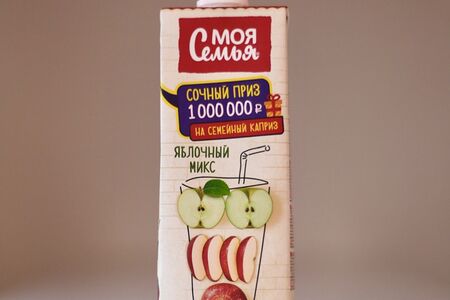 МОЯ
Семья
СОЧНЫЙ ПРИЗ
1 000 000 ₽
НА СЕМЕЙНЫЙ КАПРИЗ
ЯБЛОЧНЫЙ
МИКС